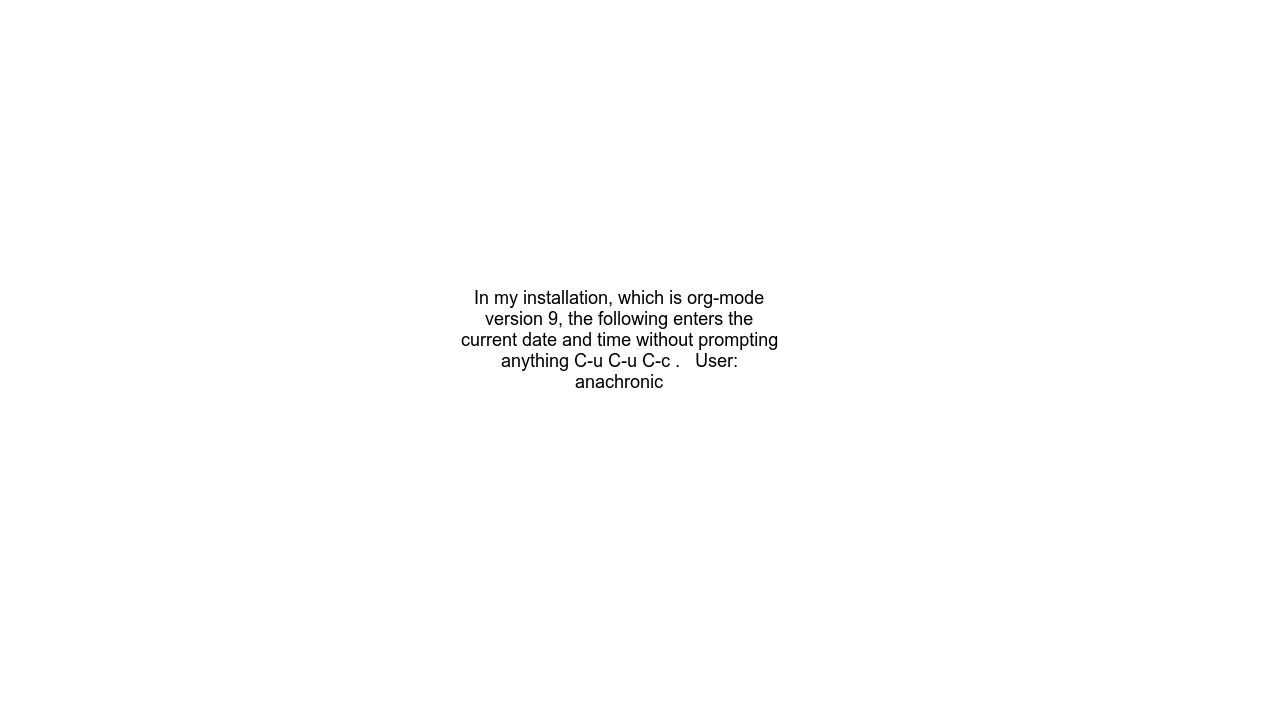 In my installation, which is org-mode
version 9, the following enters the
current date and time without prompting
anything C-u C-u C-c .   User:
anachronic